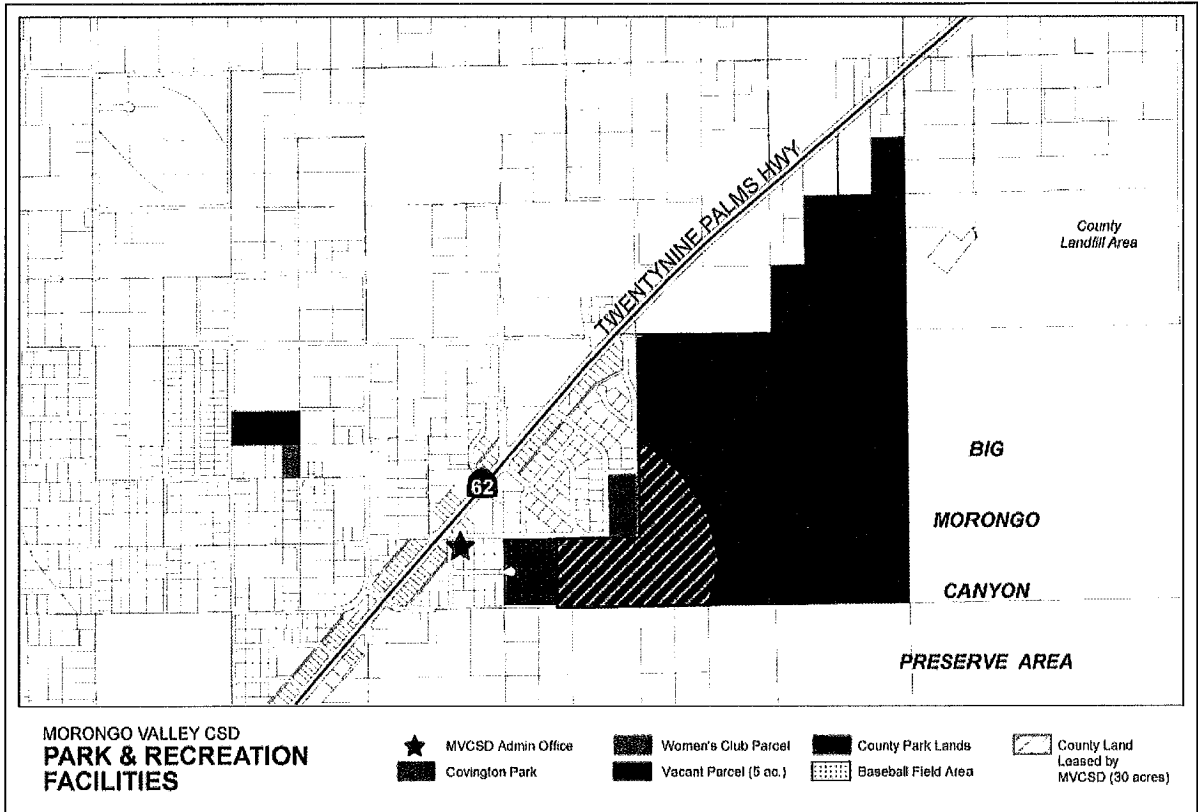 TWENTYNINE PALMS HWY
County
Landfill Area
BIG
62
MORONGO
CANYON
PRESERVE AREA
MORONGO VALLEY CSD
PARK & RECREATION
FACILITIES
MVCSD Admin Office
Covington Park
Women's Club Parcel
Vacant Parcel (5 ac.)
County Park Lands
Baseball Field Area
County Land
Leased by
MVCSD (30 acres)